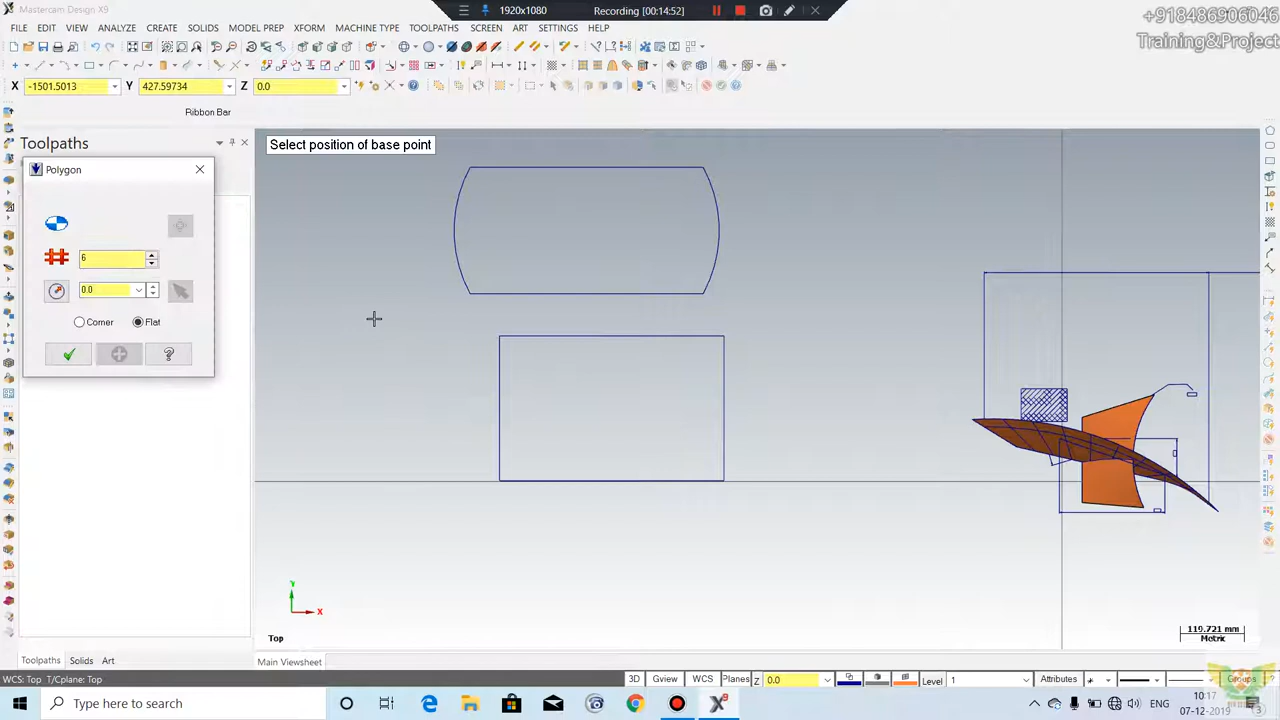 Mastercam Design X9
1920x1080
Recording [00:14:52]
+918486906046
Training&Project
FILE EDIT VIEW ANALYZE CREATE SOLIDS MODEL PREP XFORM MACHINE TYPE TOOLPATHS SCREEN ART SETTINGS HELP
X -1501.5013 Y 427.59734 Z 0.0
Ribbon Bar
Toolpaths
Select position of base point
Polygon
6
0.0
Corner Flat
Y
X
Top
119.721 mm
Metric
Toolpaths Solids Art
Main Viewsheet
WCS: Top T/Cplane: Top
3D Gview WCS Planes Z 0.0 Level 1 Attributes Groups ?
Type here to search
ENG
10:17
07-12-2019